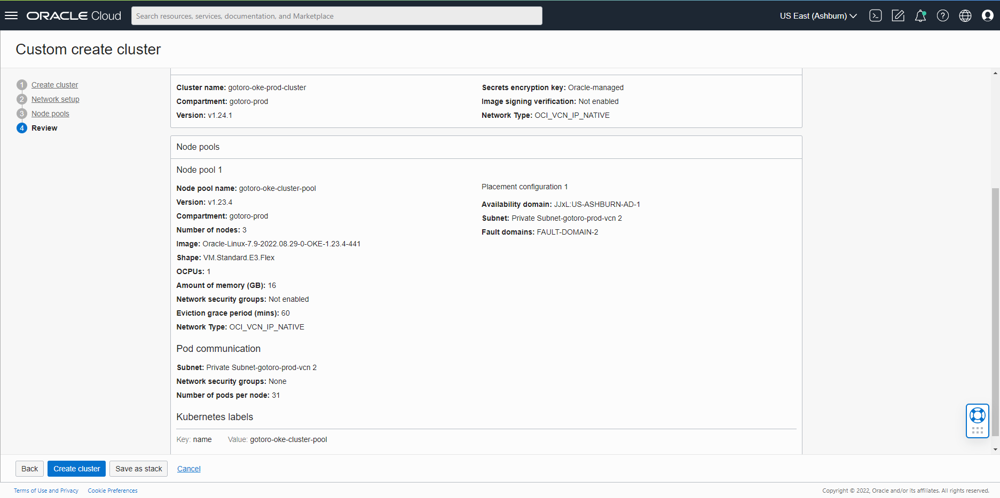 ORACLE Cloud
Search resources, services, documentation, and Marketplace
US East (Ashburn)
Custom create cluster
1 Create cluster
2 Network setup
3 Node pools
4 Review
Cluster name: gotoro-oke-prod-cluster
Compartment: gotoro-prod
Version: v1.24.1
Secrets encryption key: Oracle-managed
Image signing verification: Not enabled
Network Type: OCI_VCN_IP_NATIVE
Node pools
Node pool 1
Node pool name: gotoro-oke-cluster-pool
Version: v1.23.4
Compartment: gotoro-prod
Number of nodes: 3
Image: Oracle-Linux-7.9-2022.08.29-0-OKE-1.23.4-441
Shape: VM.Standard.E3.Flex
OCPUs: 1
Amount of memory (GB): 16
Network security groups: Not enabled
Eviction grace period (mins): 60
Network Type: OCI_VCN_IP_NATIVE
Placement configuration 1
Availability domain: JJxL:US-ASHBURN-AD-1
Subnet: Private Subnet-gotoro-prod-vcn 2
Fault domains: FAULT-DOMAIN-2
Pod communication
Subnet: Private Subnet-gotoro-prod-vcn 2
Network security groups: None
Number of pods per node: 31
Kubernetes labels
Key: name Value: gotoro-oke-cluster-pool
Back Create cluster Save as stack Cancel
Terms of Use and Privacy Cookie Preferences
Copyright © 2022, Oracle and/or its affiliates. All rights reserved.